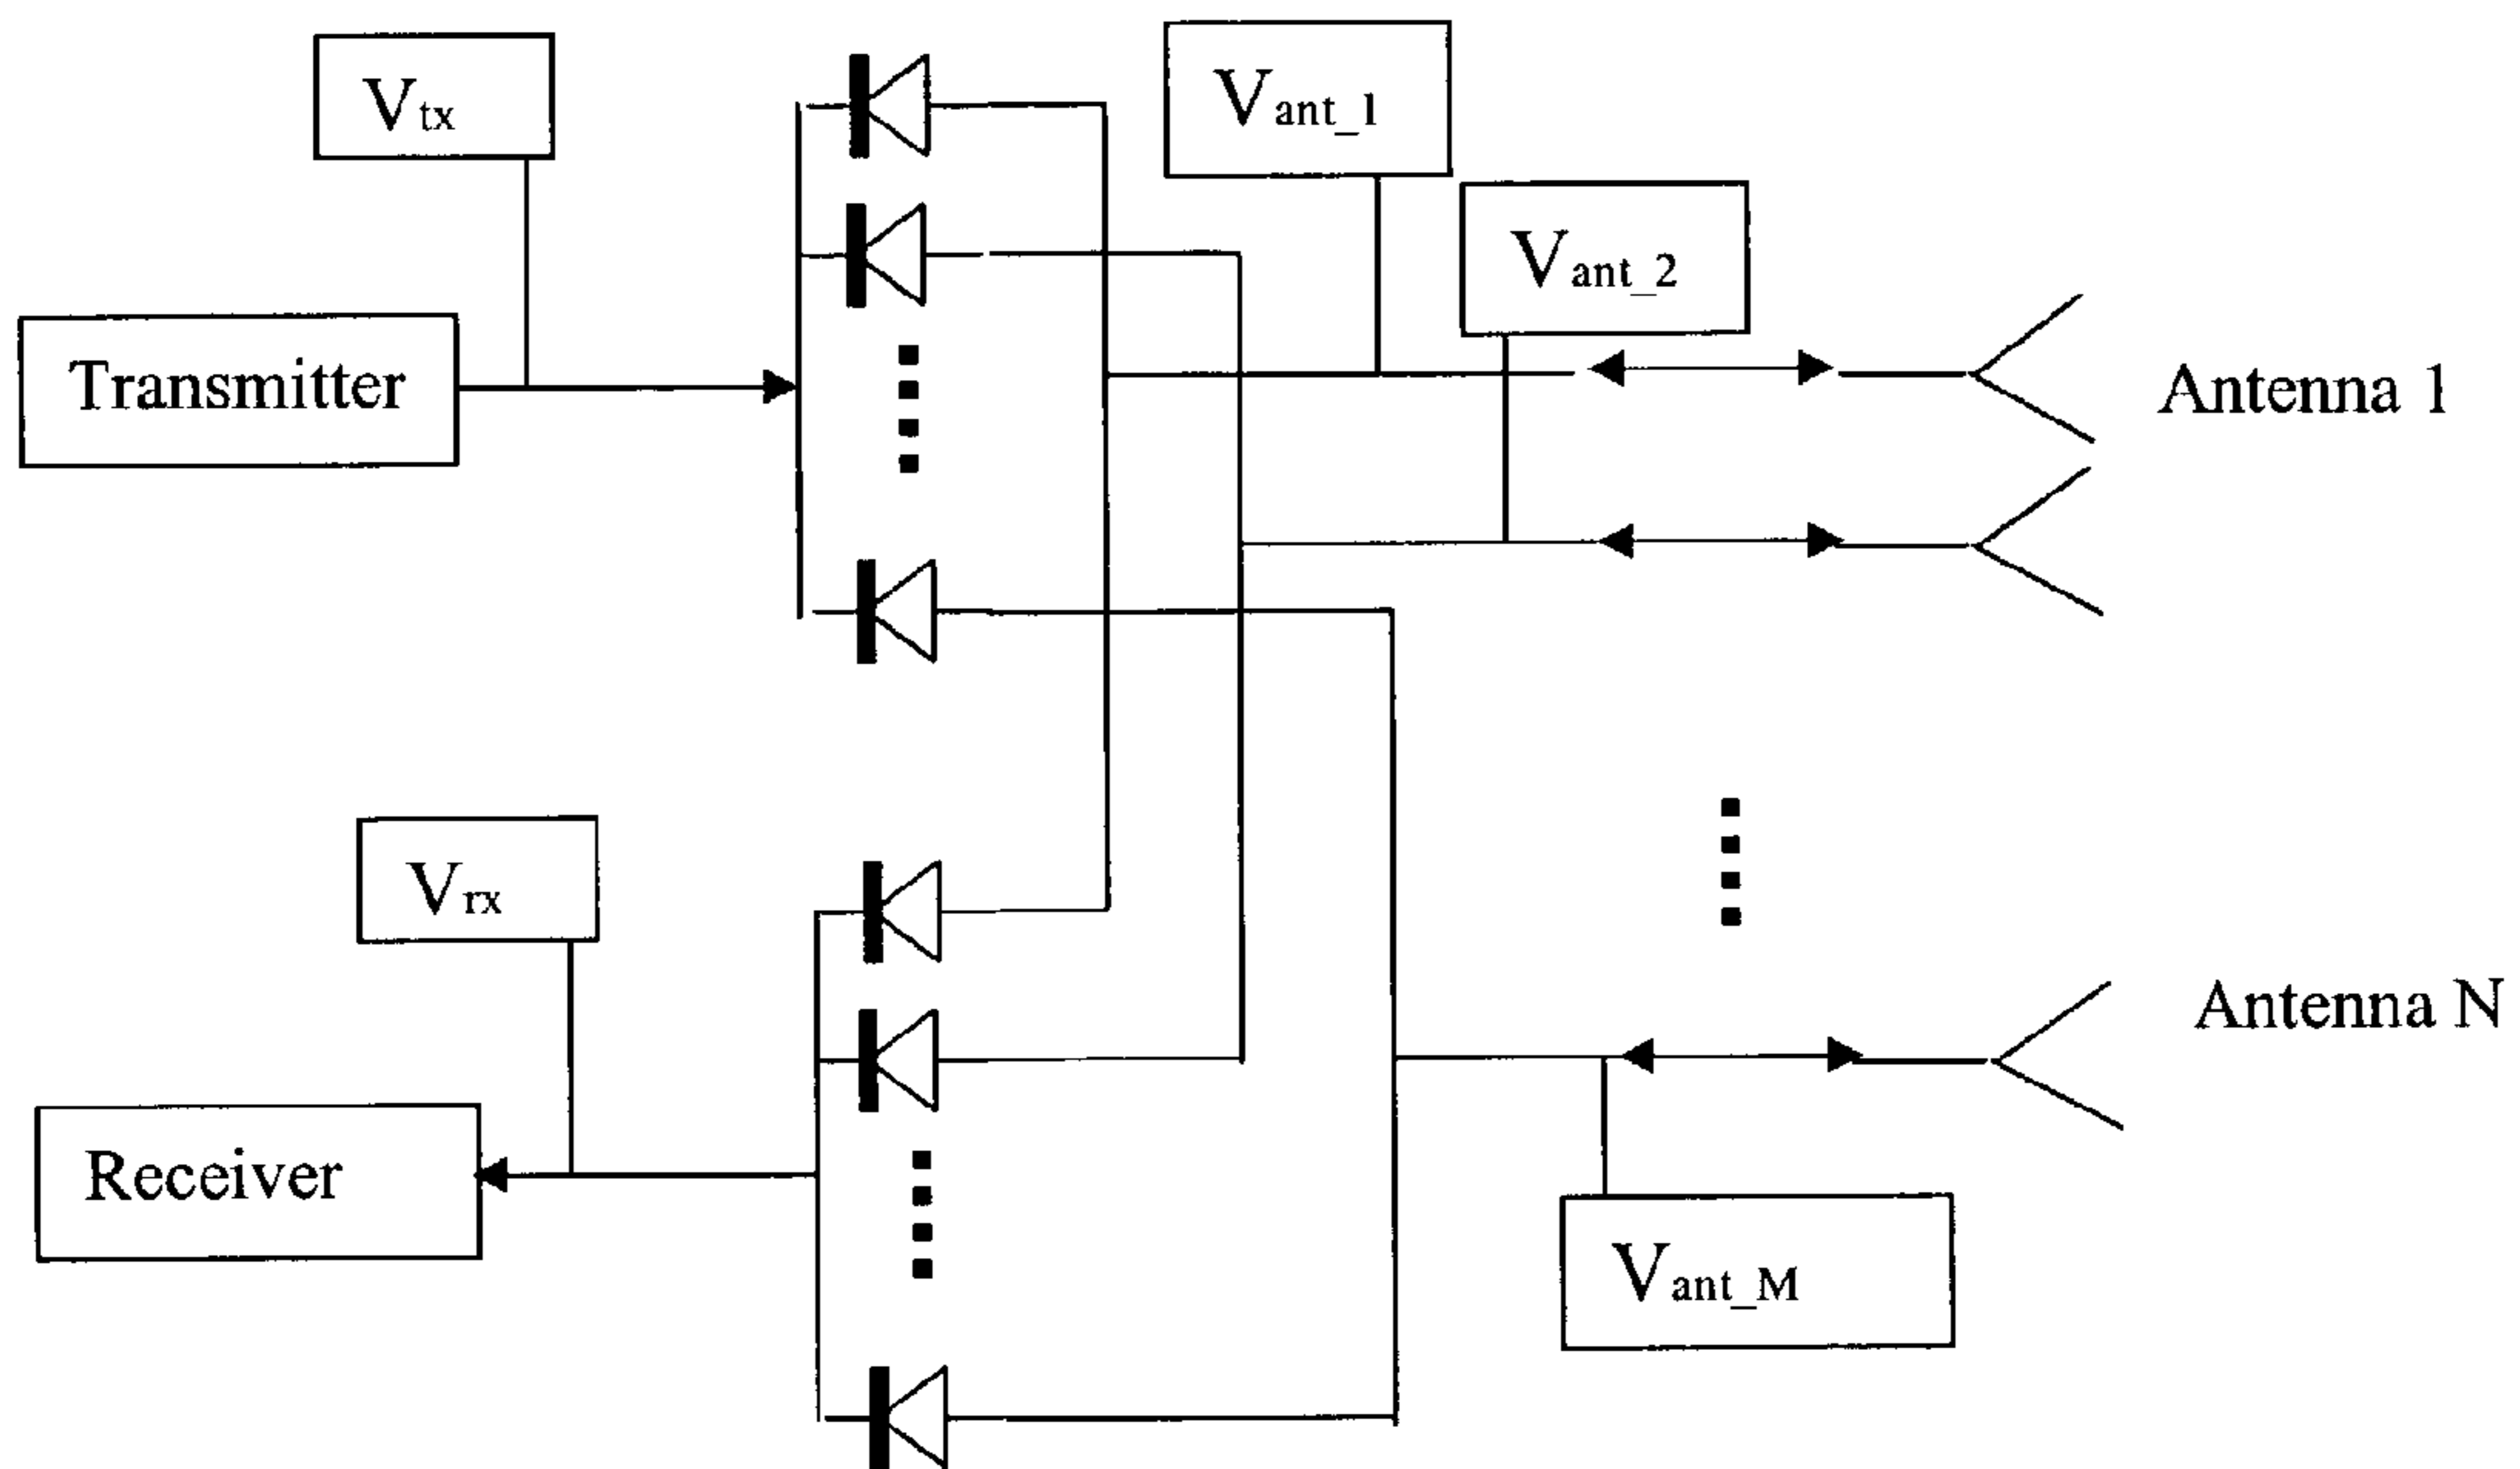 Vtx
Vant_1
Vant_2
Transmitter
Antenna 1
Vrx
Antenna N
Receiver
Vant_M